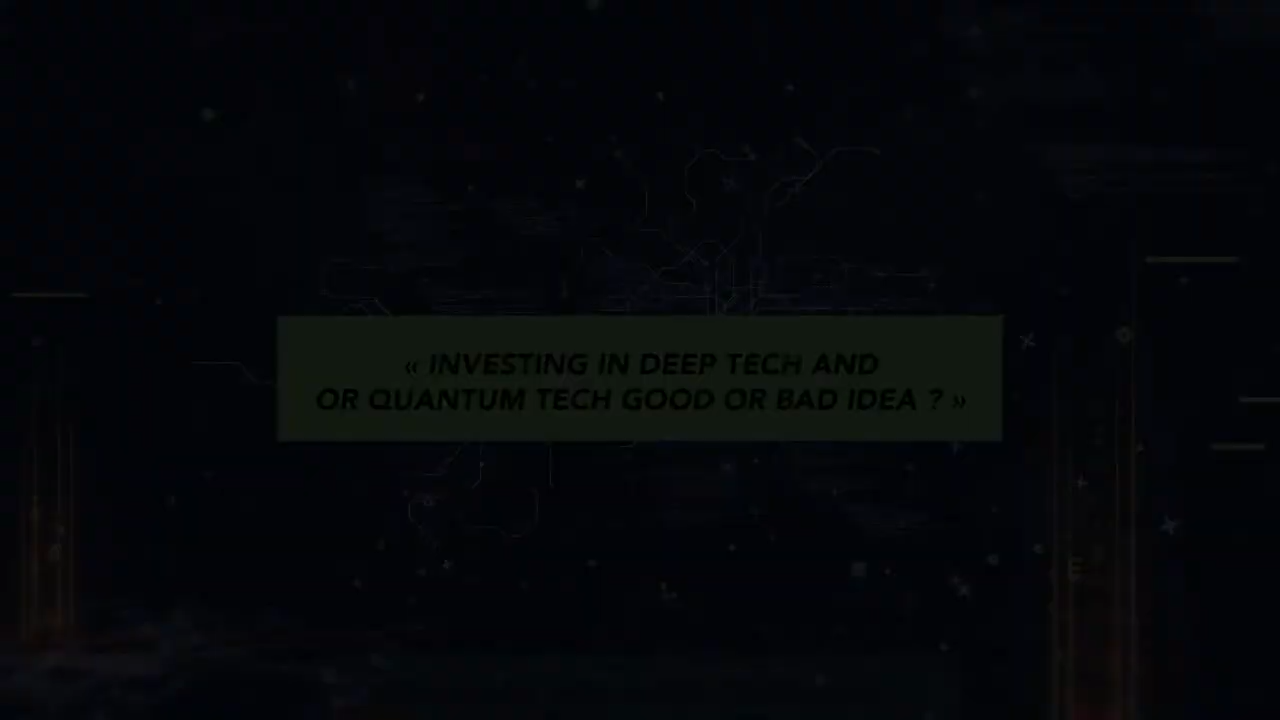 « INVESTING IN DEEP TECH AND
OR QUANTUM TECH GOOD OR BAD IDEA ? »